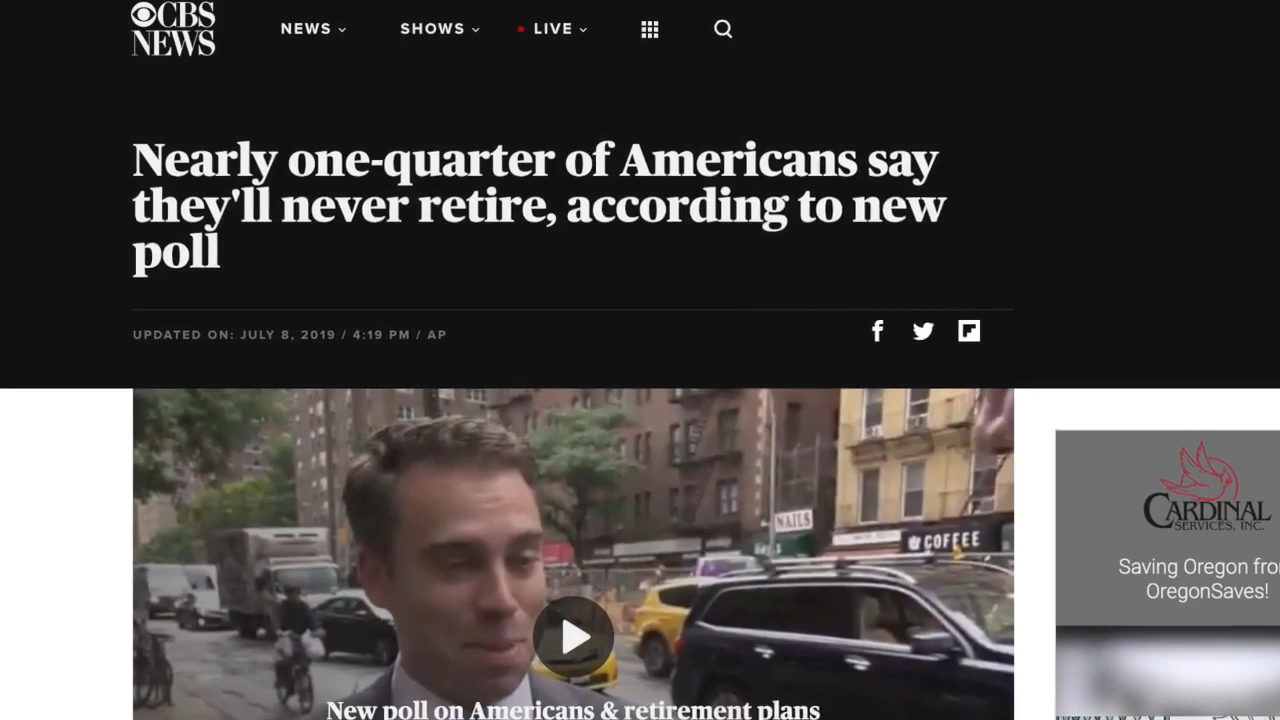 CBS
NEWS
NEWS
SHOWS
LIVE
Nearly one-quarter of Americans say
they'll never retire, according to new
poll
UPDATED ON: JULY 8, 2019 / 4:19 PM / AP
NAILS
COFFEE
New poll on Americans & retirement plans
CARDINAL
SERVICES, INC.
Saving Oregon fro
OregonSaves!